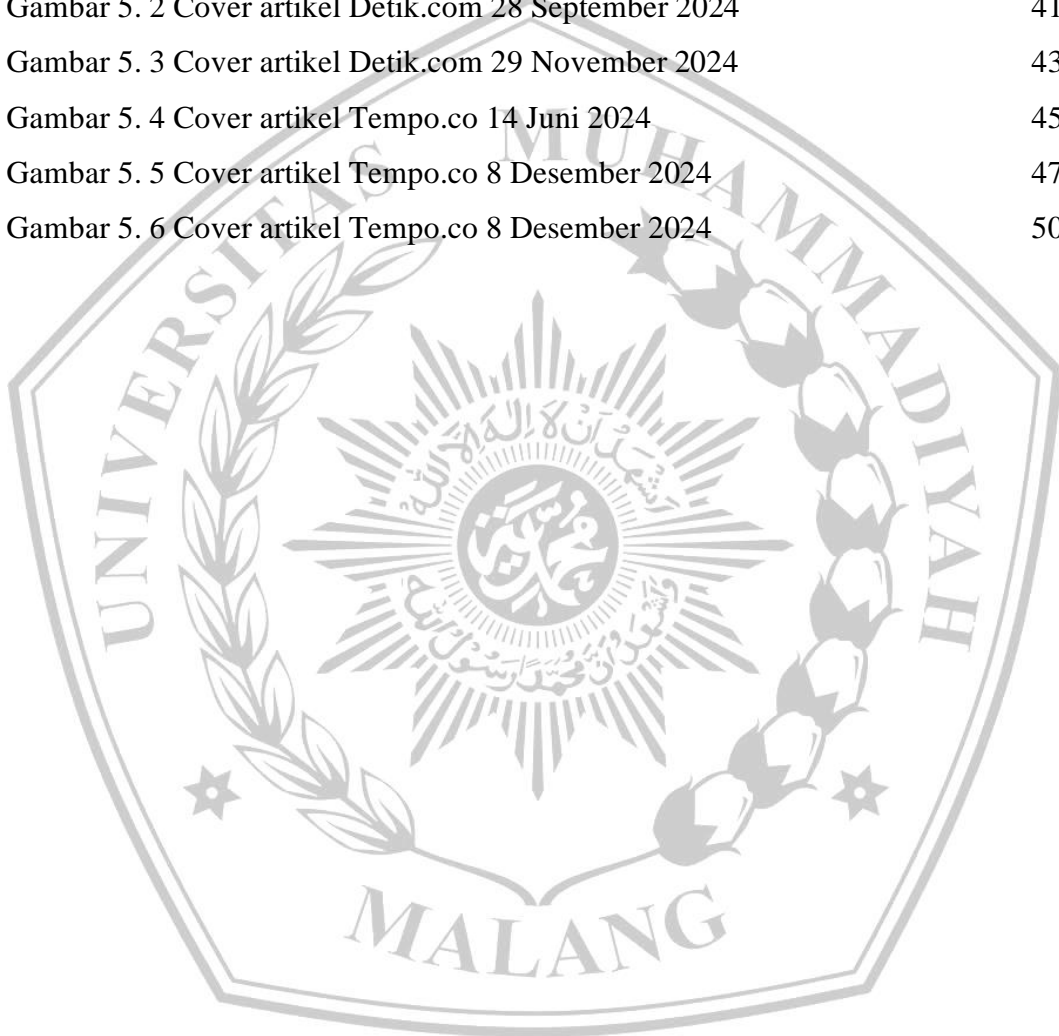 Gambar 5. 2 Cover artikel Detik.com 28 September 2024 41
Gambar 5. 3 Cover artikel Detik.com 29 November 2024 43
Gambar 5. 4 Cover artikel Tempo.co 14 Juni 2024 45
Gambar 5. 5 Cover artikel Tempo.co 8 Desember 2024 47
Gambar 5. 6 Cover artikel Tempo.co 8 Desember 2024 50
UNIVERSITAS MUHAMMADIYAH
MALANG